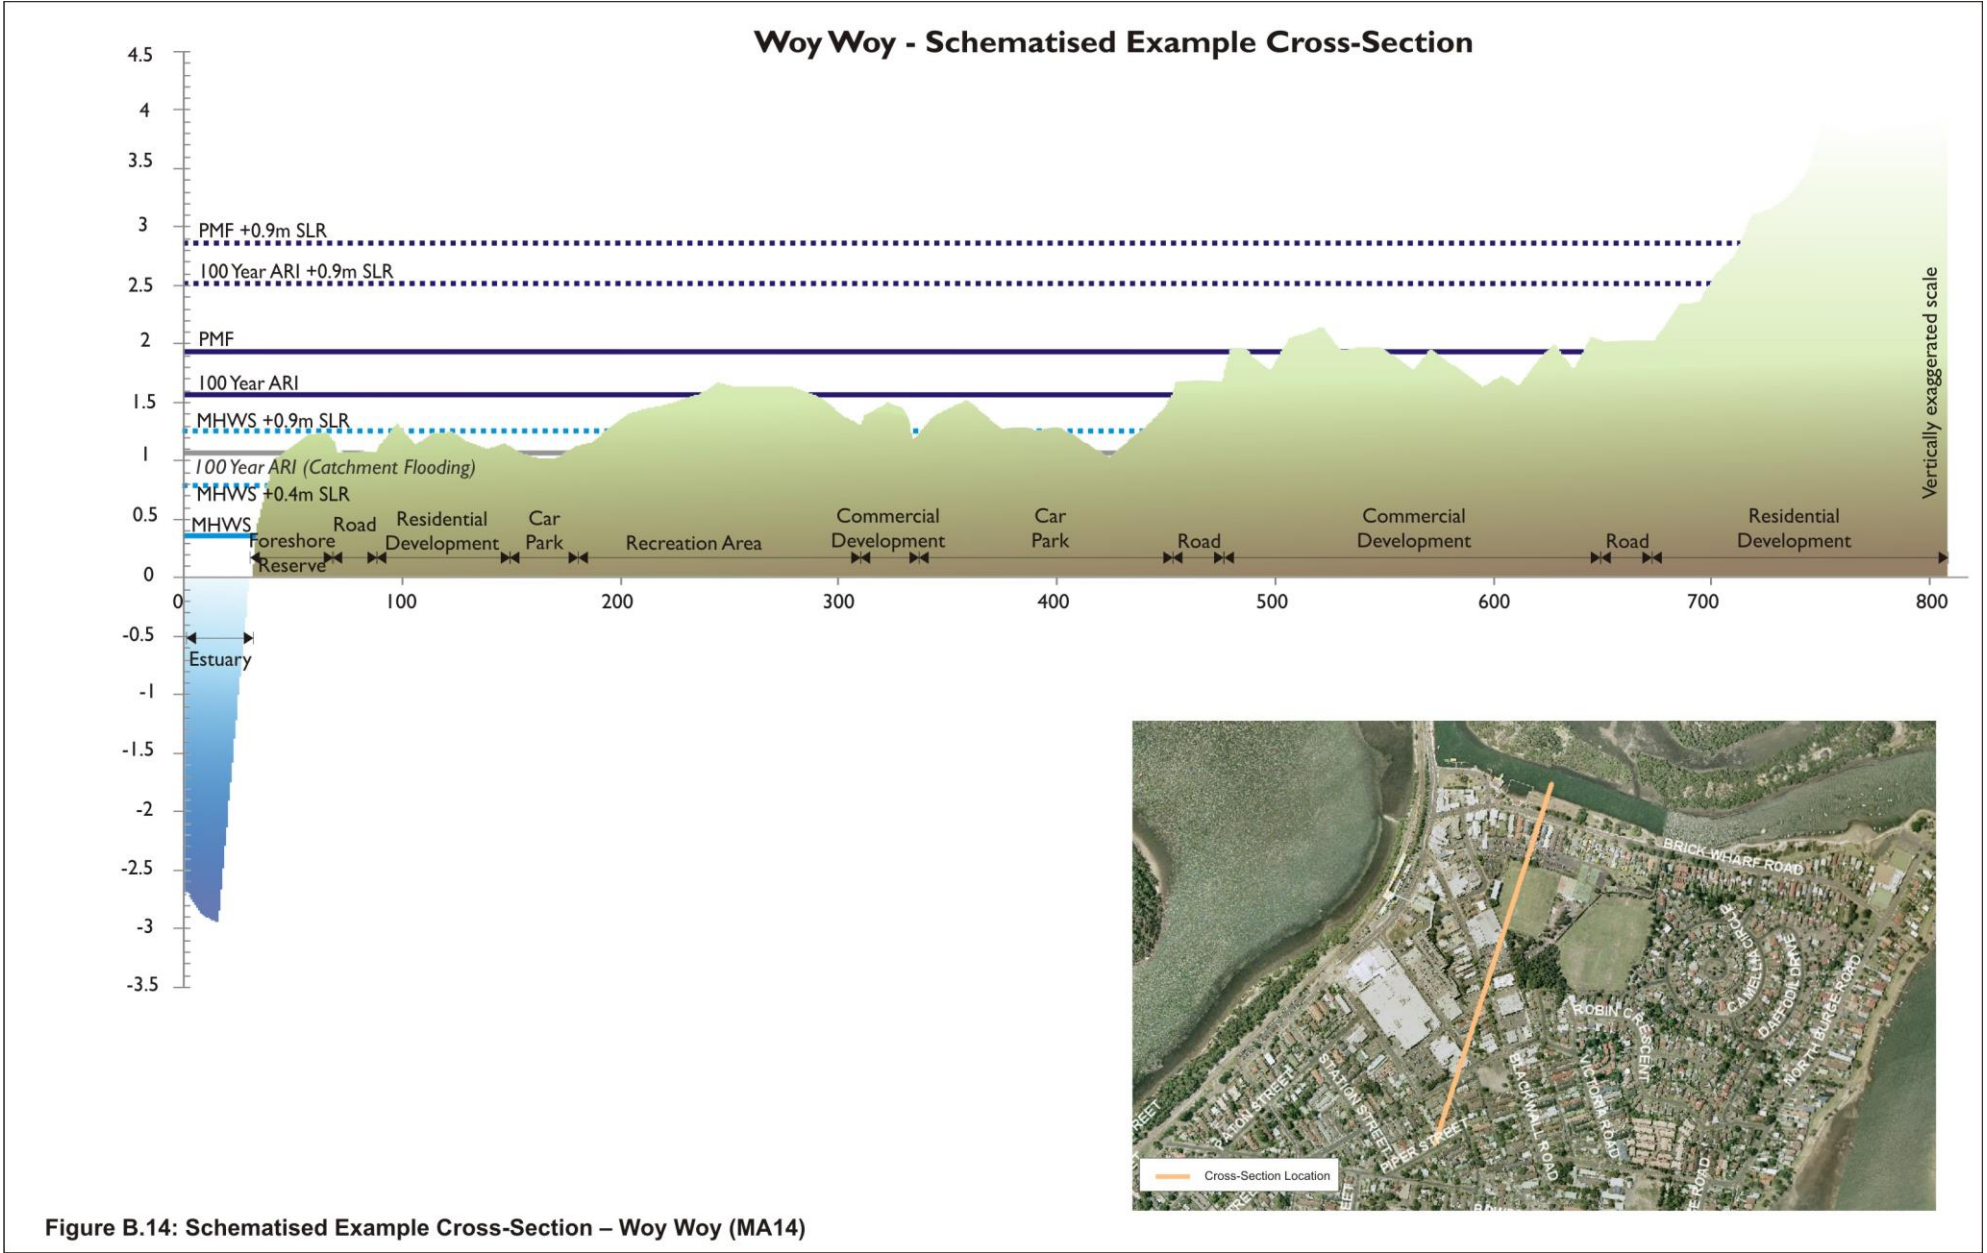 Woy Woy - Schematised Example Cross-Section
4.5
4
3.5
3
2.5
2
1.5
1
0.5
0
-0.5
-1
-1.5
-2
-2.5
-3
-3.5
PMF +0.9m SLR
100 Year ARI +0.9m SLR
PMF
100 Year ARI
MHWS +0.9m SLR
100 Year ARI (Catchment Flooding)
MHWS +0.4m SLR
MHWS
Foreshore
Reserve
Road
Residential
Development
Car
Park
Recreation Area
Commercial
Development
Car
Park
Road
Commercial
Development
Road
Residential
Development
Vertically exaggerated scale
0
100
200
300
400
500
600
700
800
Estuary
BRICK WHARF ROAD
CAMELLIA CIRCLE
DAFFODIL DRIVE
NORTH BURGE ROAD
ROBIN CRESCENT
VICTORIA ROAD
BLACKWALL ROAD
STATION STREET
STREET
PIPER STREET
Cross-Section Location
Figure B.14: Schematised Example Cross-Section – Woy Woy (MA14)